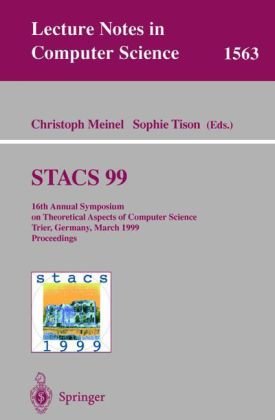 Lecture Notes in
Computer Science 1563
Christoph Meinel Sophie Tison (Eds.)
STACS 99
16th Annual Symposium
on Theoretical Aspects of Computer Science
Trier, Germany, March 1999
Proceedings
stacs
1999
Springer